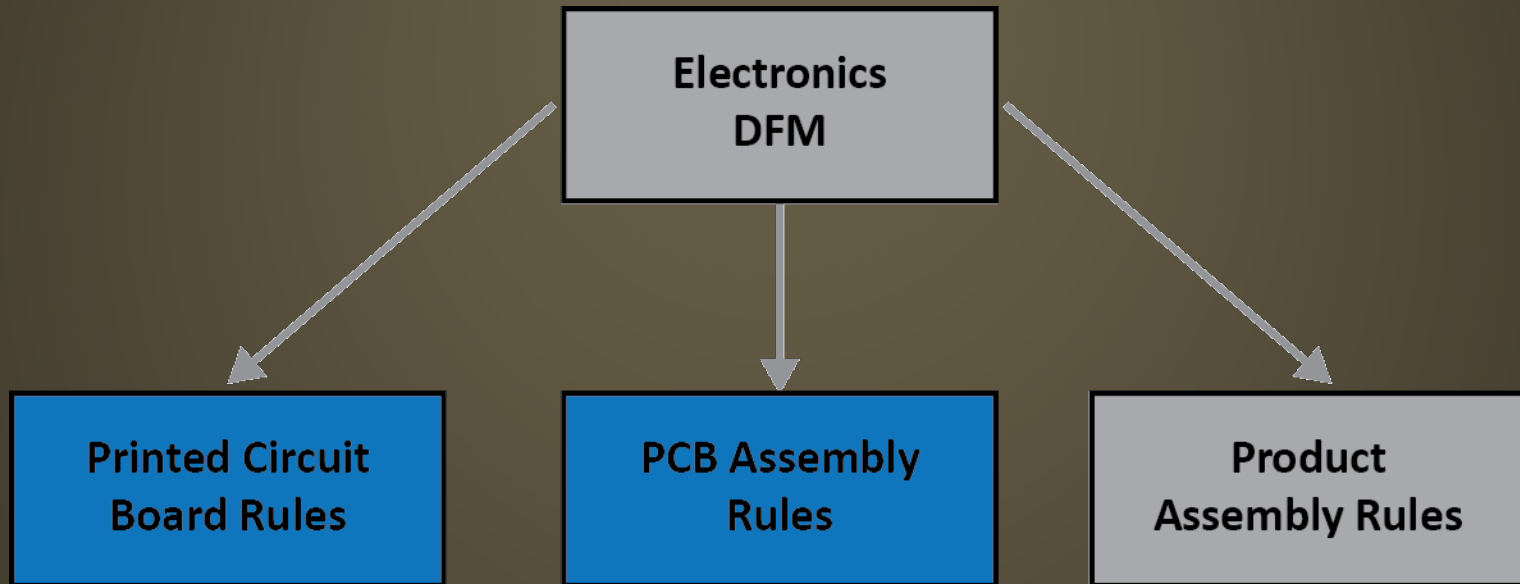 Electronics
DFM
Printed Circuit
Board Rules
PCB Assembly
Rules
Product
Assembly Rules